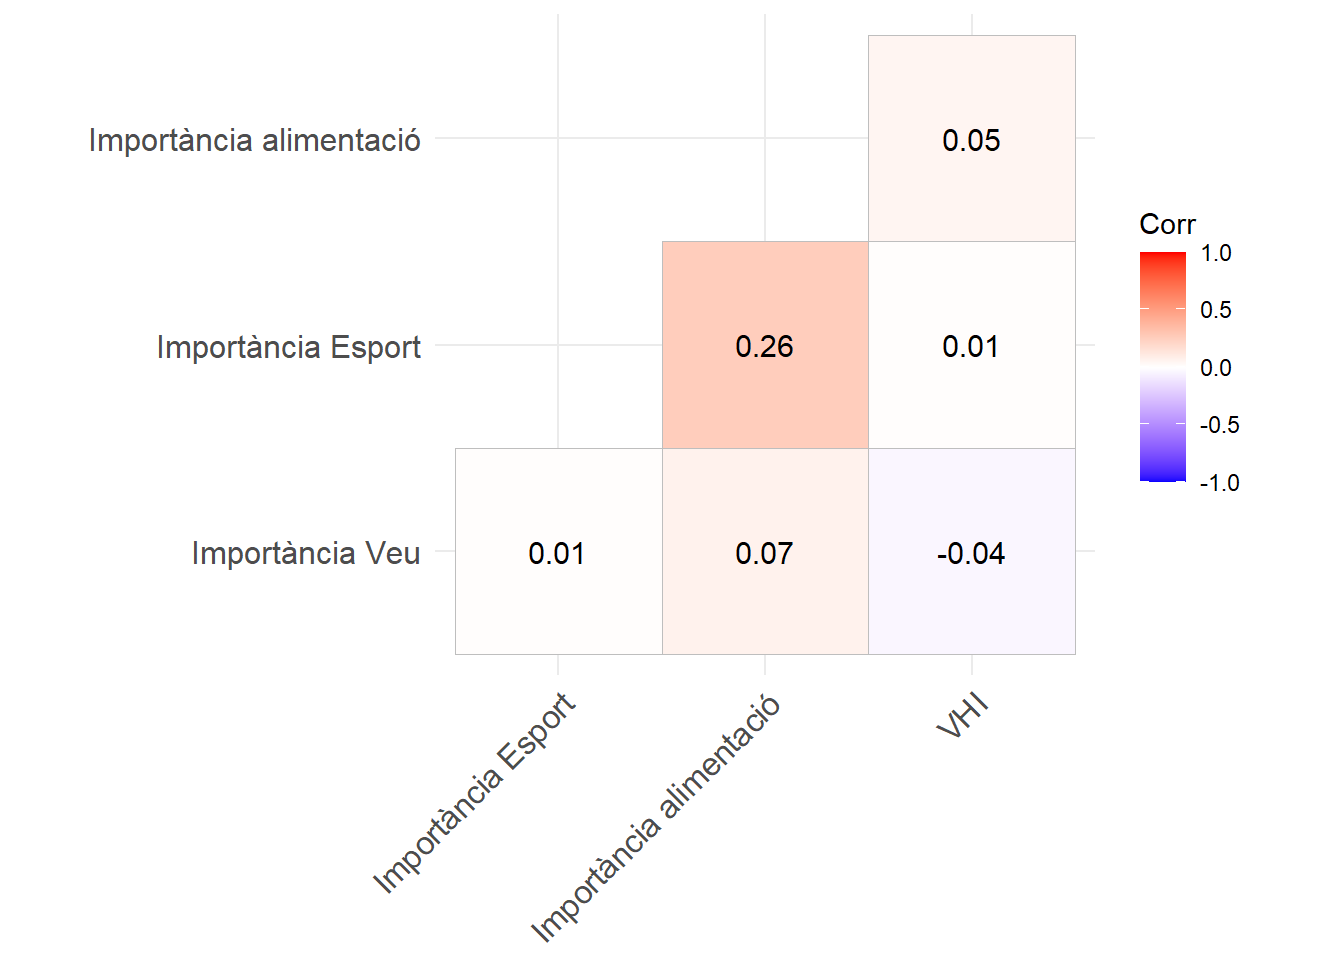 Importància alimentació
0.05
Importància Esport
0.26
0.01
Importància Veu
0.01
0.07
-0.04
Importància Esport
Importància alimentació
VHI
Corr
1.0
0.5
0.0
-0.5
-1.0